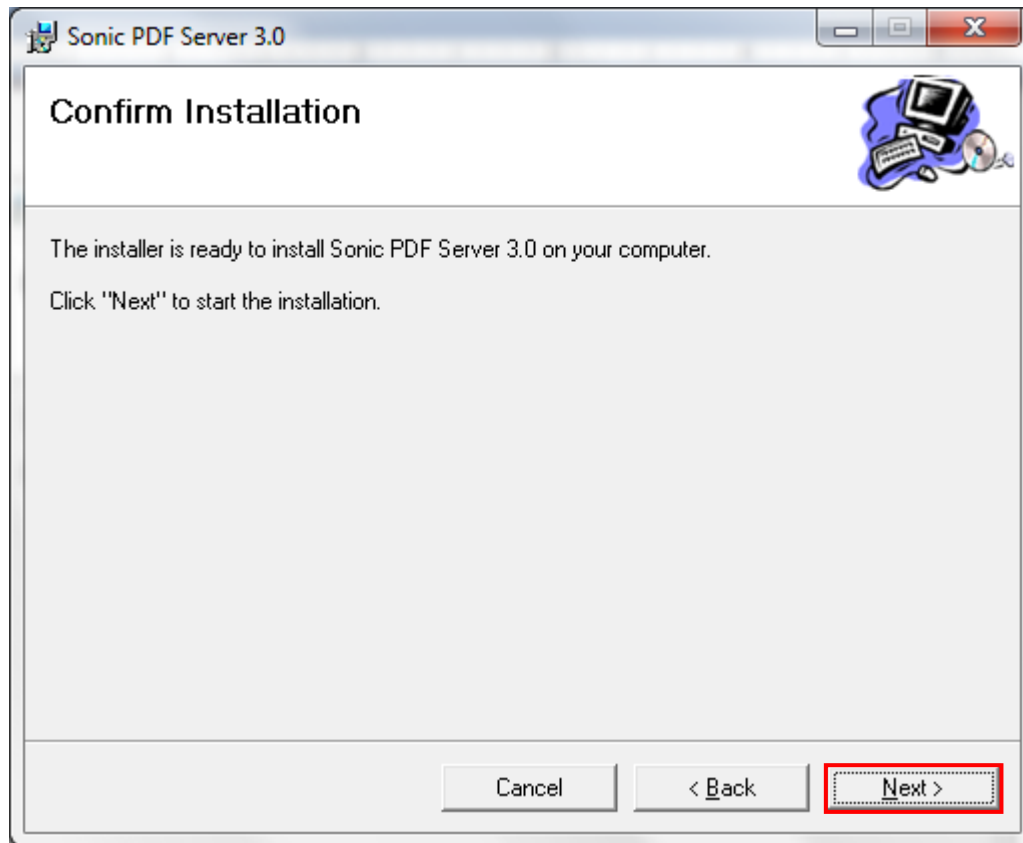 Sonic PDF Server 3.0
Confirm Installation
The installer is ready to install Sonic PDF Server 3.0 on your computer.
Click "Next" to start the installation.
Cancel
< Back
Next >